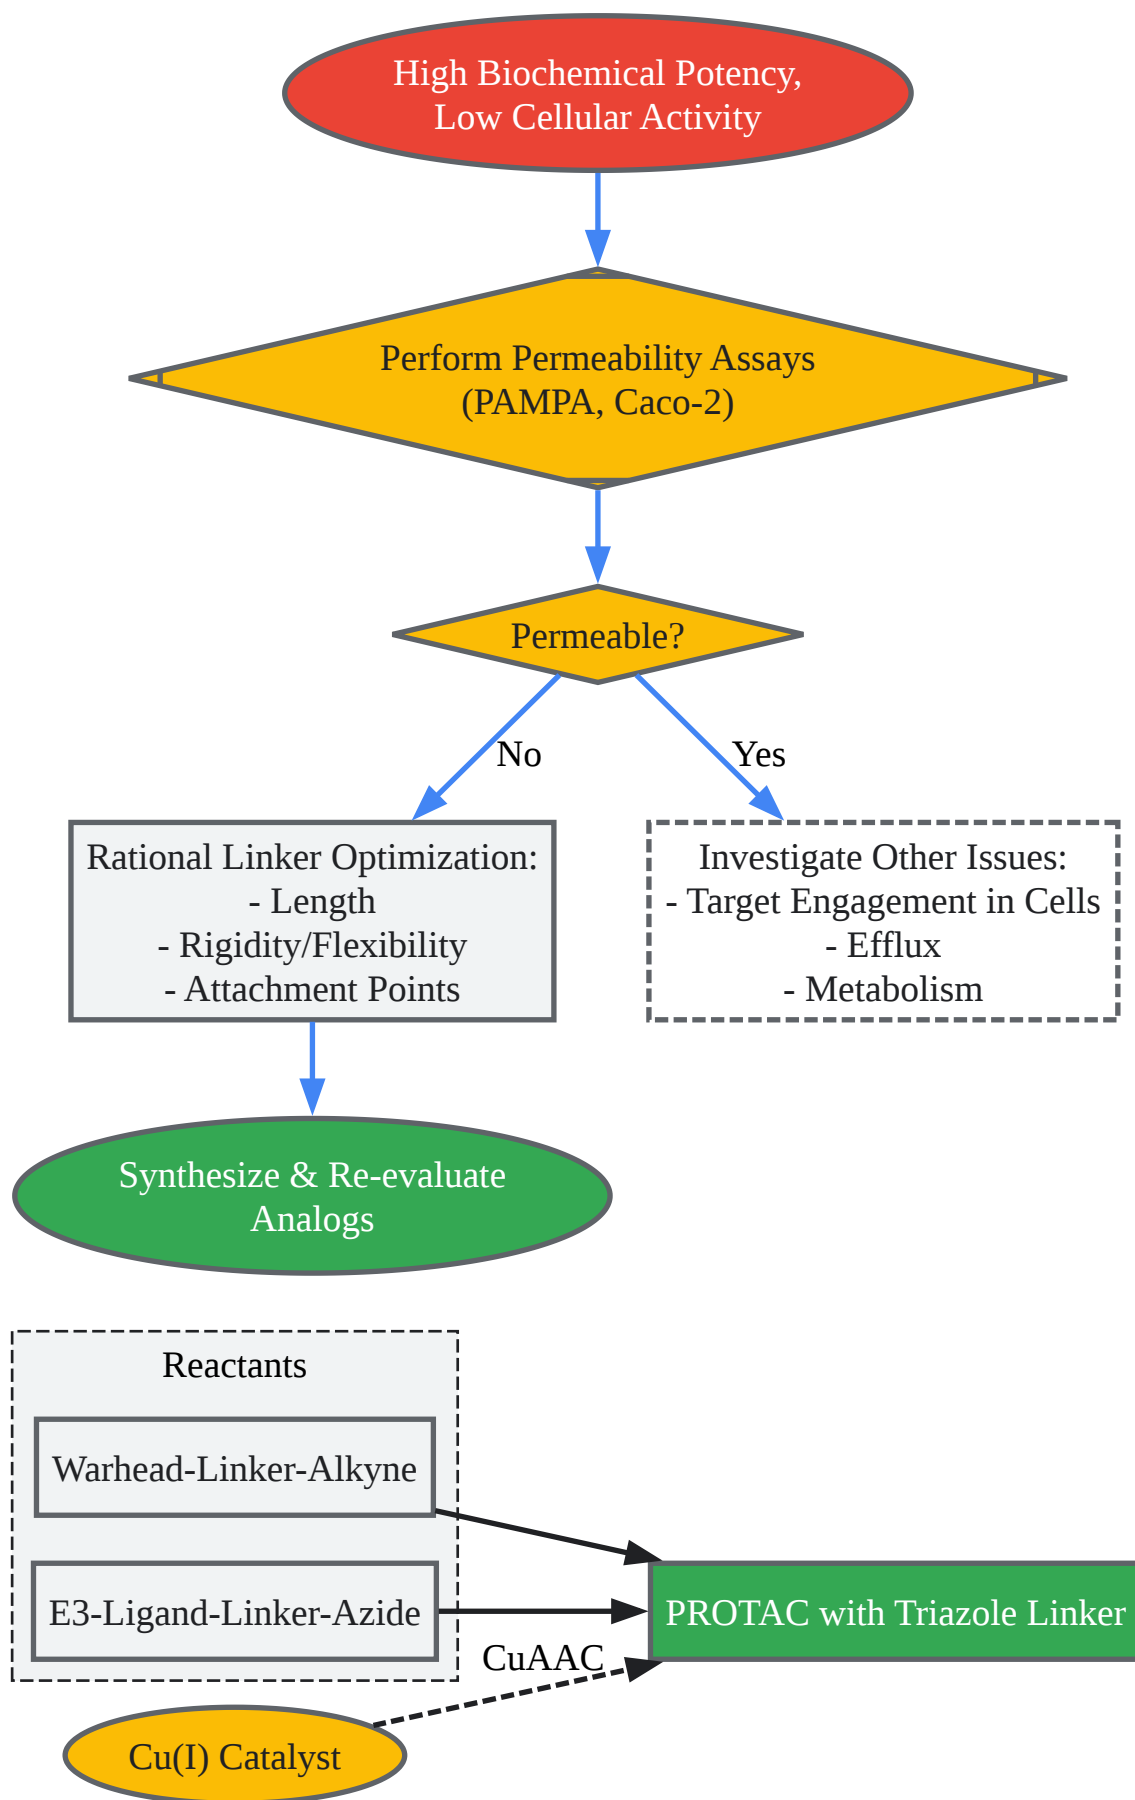 High Biochemical Potency,
Low Cellular Activity
Perform Permeability Assays
(PAMPA, Caco-2)
Permeable?
No
Yes
Rational Linker Optimization:
- Length
- Rigidity/Flexibility
- Attachment Points
Investigate Other Issues:
- Target Engagement in Cells
- Efflux
- Metabolism
Synthesize & Re-evaluate
Analogs
Reactants
Warhead-Linker-Alkyne
E3-Ligand-Linker-Azide
PROTAC with Triazole Linker
CuAAC
Cu(I) Catalyst